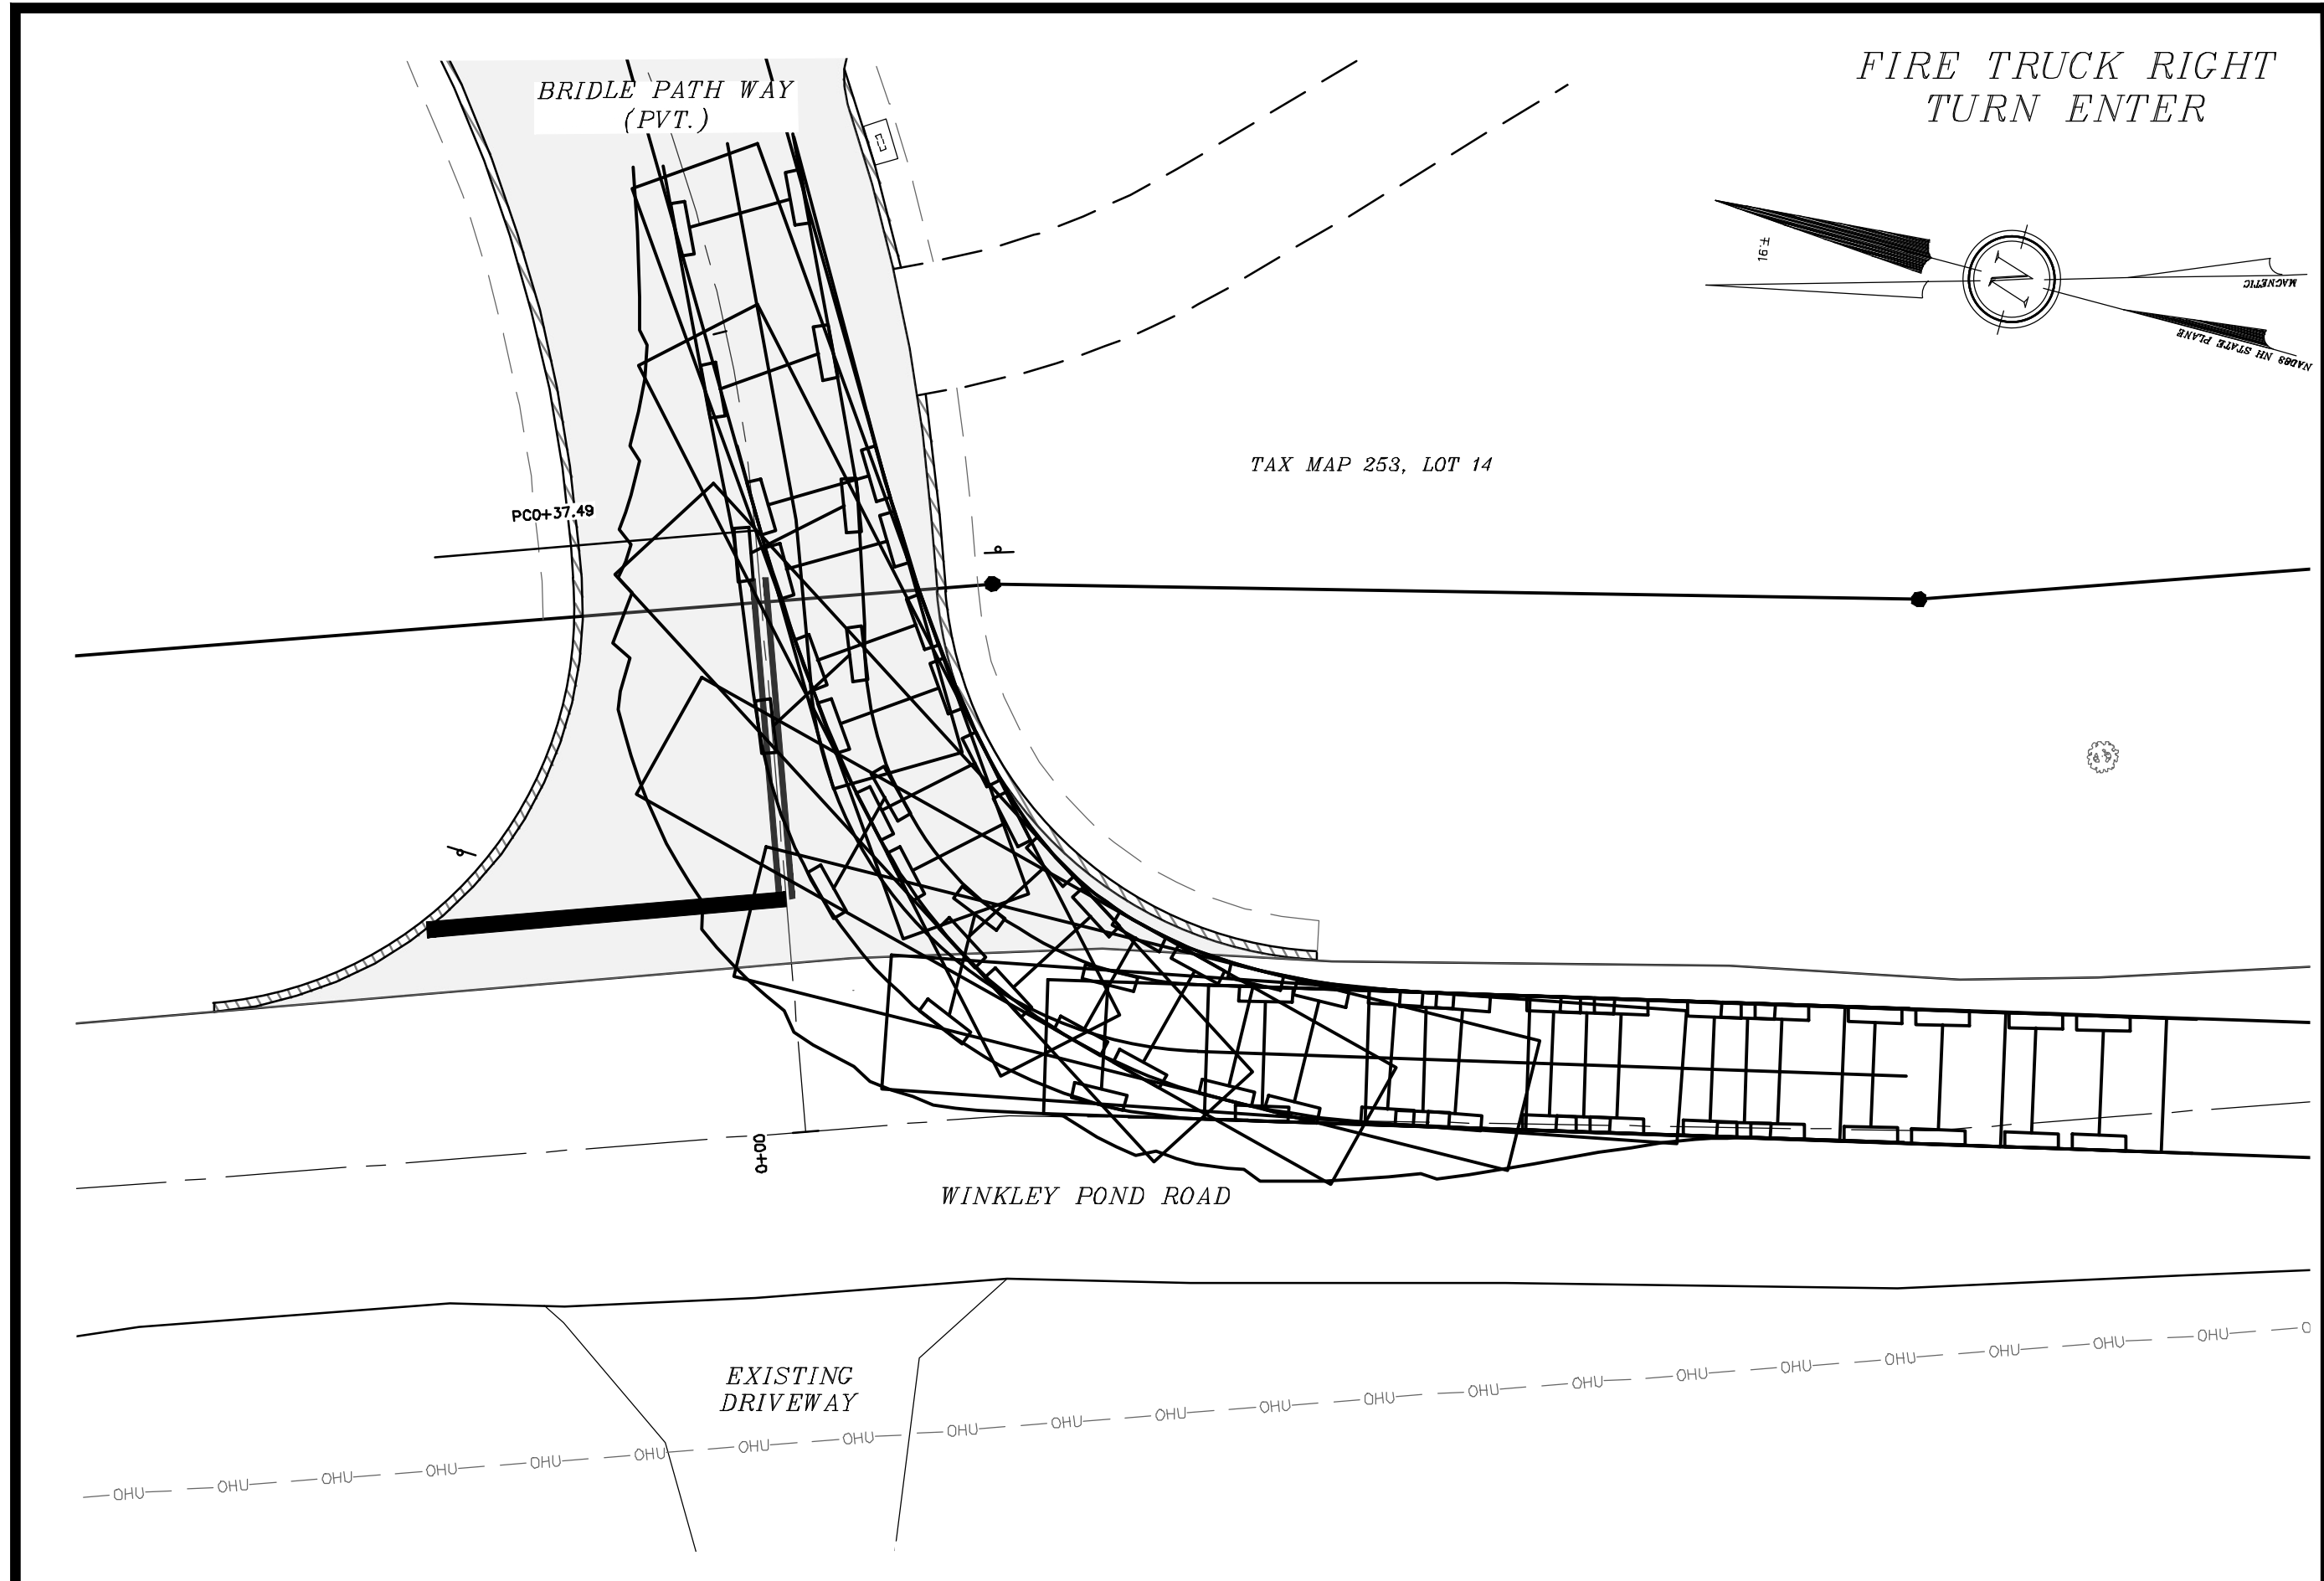 FIRE TRUCK RIGHT
TURN ENTER
BRIDLE PATH WAY
(PVT.)
16'±
N
MAGNETIC
NAD83 NH STATE PLANE
TAX MAP 253, LOT 14
PC0+37.49
0+00
WINKLEY POND ROAD
EXISTING
DRIVEWAY
OHU OHU OHU OHU OHU OHU OHU OHU OHU OHU OHU OHU OHU OHU OHU OHU OHU OHU OHU OHU OHU